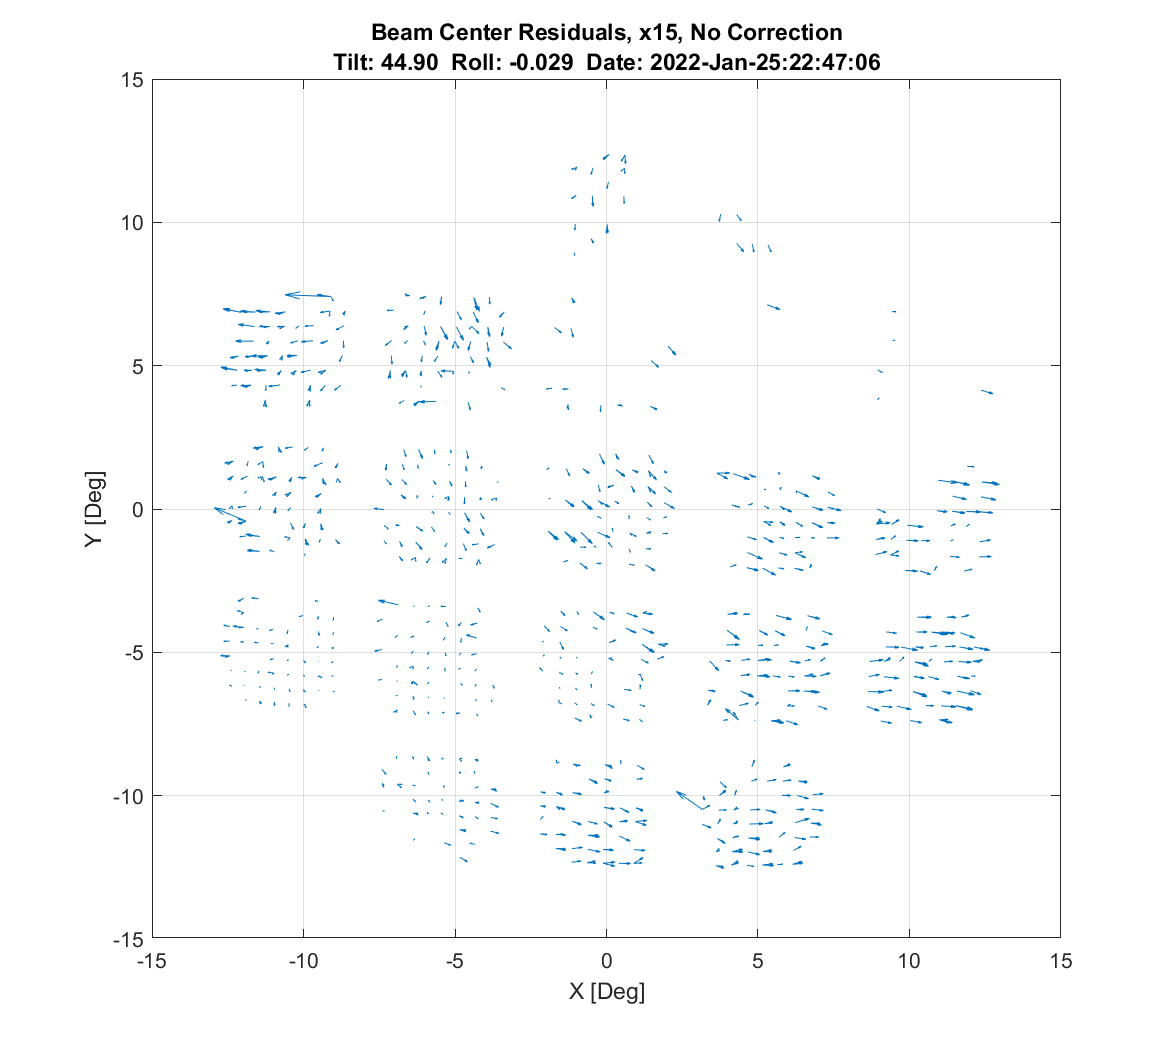 Beam Center Residuals, x15, No Correction
Tilt: 44.90 Roll: -0.029 Date: 2022-Jan-25:22:47:06
15
10
5
0
-5
-10
-15
Y [Deg]
-15 -10 -5 0 5 10 15
X [Deg]